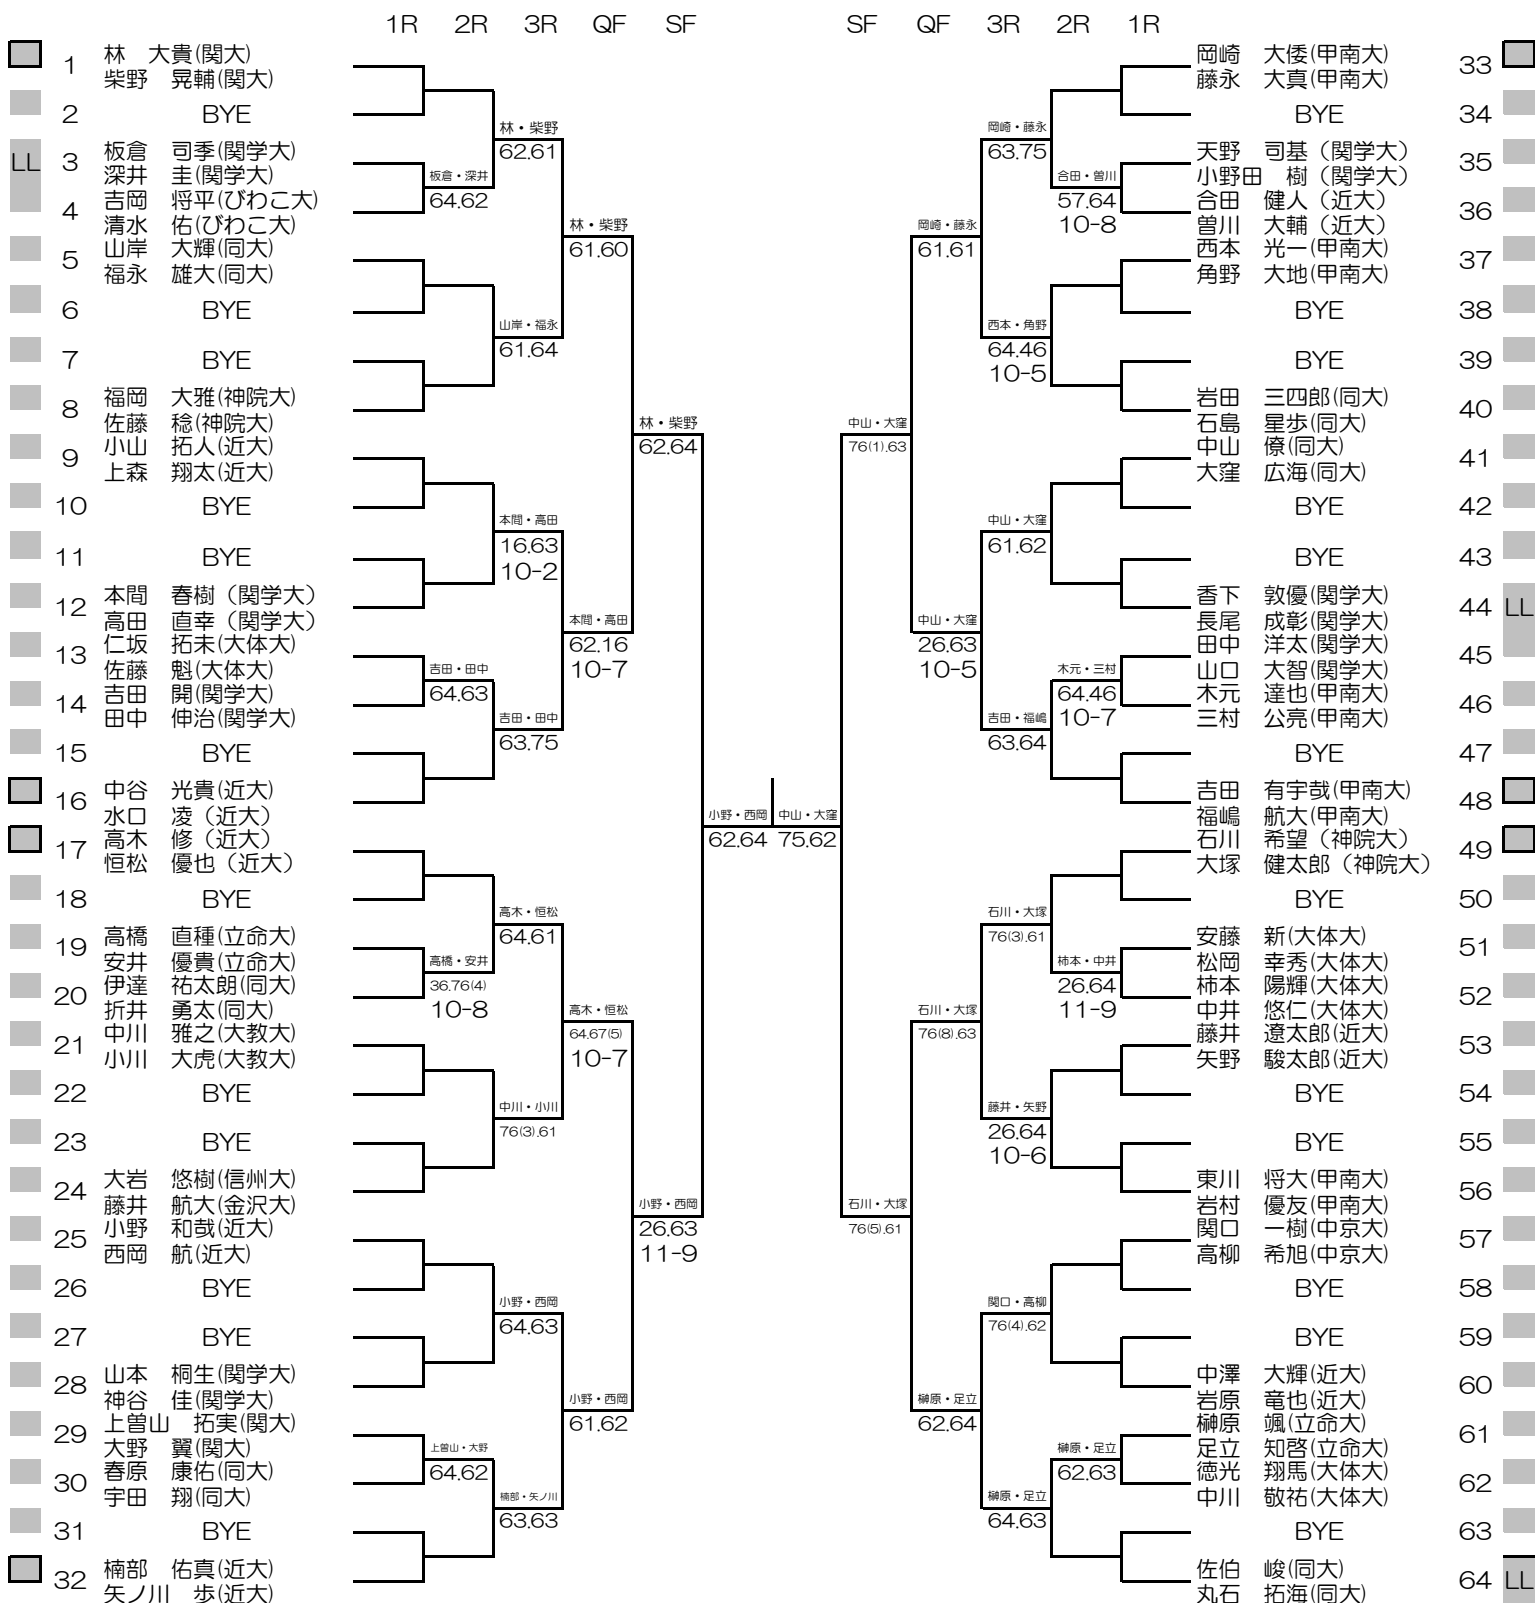 1R 2R 3R QF SF SF QF 3R 2R 1R
1 林 大貴(関大)
柴野 晃輔(関大)
2 BYE
LL 3 板倉 司季(関学大)
深井 圭(関学大)
4 吉岡 将平(びわこ大)
清水 佑(びわこ大)
5 山岸 大輝(同大)
福永 雄大(同大)
6 BYE
7 BYE
8 福岡 大雅(神院大)
佐藤 稔(神院大)
9 小山 拓人(近大)
上森 翔太(近大)
10 BYE
11 BYE
12 本間 春樹(関学大)
高田 直幸(関学大)
13 仁坂 拓未(大体大)
佐藤 魁(大体大)
14 吉田 開(関学大)
田中 伸治(関学大)
15 BYE
16 中谷 光貴(近大)
水口 凌(近大)
17 高木 修(近大)
恒松 優也(近大)
18 BYE
19 高橋 直種(立命大)
安井 優貴(立命大)
20 伊達 祐太朗(同大)
折井 勇太(同大)
21 中川 雅之(大教大)
小川 大虎(大教大)
22 BYE
23 BYE
24 大岩 悠樹(信州大)
藤井 航大(金沢大)
25 小野 和哉(近大)
西岡 航(近大)
26 BYE
27 BYE
28 山本 桐生(関学大)
神谷 佳(関学大)
29 上曽山 拓実(関大)
大野 翼(関大)
30 春原 康佑(同大)
宇田 翔(同大)
31 BYE
32 楠部 佑真(近大)
矢ノ川 歩(近大)
板倉・深井
64.62
吉田・田中
64.63
高橋・安井
36.76(4)
10-8
上曽山・大野
64.62
林・柴野
62.61
山岸・福永
61.64
本間・高田
16.63
10-2
吉田・田中
63.75
高木・恒松
64.61
中川・小川
76(3).61
小野・西岡
64.63
楠部・矢ノ川
63.63
林・柴野
61.60
本間・高田
62.16
10-7
高木・恒松
64.67(5)
10-7
小野・西岡
61.62
林・柴野
62.64
小野・西岡
26.63
11-9
小野・西岡
62.64
中山・大窪
75.62
中山・大窪
76(1).63
石川・大塚
76(5).61
岡崎・藤永
61.61
中山・大窪
26.63
10-5
石川・大塚
76(8).63
榊原・足立
62.64
岡崎・藤永
63.75
西本・角野
64.46
10-5
中山・大窪
61.62
吉田・福嶋
63.64
石川・大塚
76(3).61
藤井・矢野
26.64
10-6
関口・高柳
76(4).62
榊原・足立
64.63
合田・曽川
57.64
10-8
木元・三村
64.46
10-7
柿本・中井
26.64
11-9
榊原・足立
62.63
岡崎 大倭(甲南大) 33
藤永 大真(甲南大)
BYE 34
天野 司基(関学大) 35
小野田 樹(関学大)
合田 健人(近大) 36
曽川 大輔(近大)
西本 光一(甲南大) 37
角野 大地(甲南大)
BYE 38
BYE 39
岩田 三四郎(同大) 40
石島 星歩(同大)
中山 僚(同大) 41
大窪 広海(同大)
BYE 42
BYE 43
香下 敦優(関学大) 44 LL
長尾 成彰(関学大)
田中 洋太(関学大) 45
山口 大智(関学大)
木元 達也(甲南大) 46
三村 公亮(甲南大)
BYE 47
吉田 有宇哉(甲南大) 48
福嶋 航大(甲南大)
石川 希望(神院大) 49
大塚 健太郎(神院大)
BYE 50
安藤 新(大体大) 51
松岡 幸秀(大体大)
柿本 陽輝(大体大) 52
中井 悠仁(大体大)
藤井 遼太郎(近大) 53
矢野 駿太郎(近大)
BYE 54
BYE 55
東川 将大(甲南大) 56
岩村 優友(甲南大)
関口 一樹(中京大) 57
高柳 希旭(中京大)
BYE 58
BYE 59
中澤 大輝(近大) 60
岩原 竜也(近大)
榊原 颯(立命大) 61
足立 知啓(立命大)
徳光 翔馬(大体大) 62
中川 敬祐(大体大)
BYE 63
佐伯 峻(同大) 64 LL
丸石 拓海(同大)